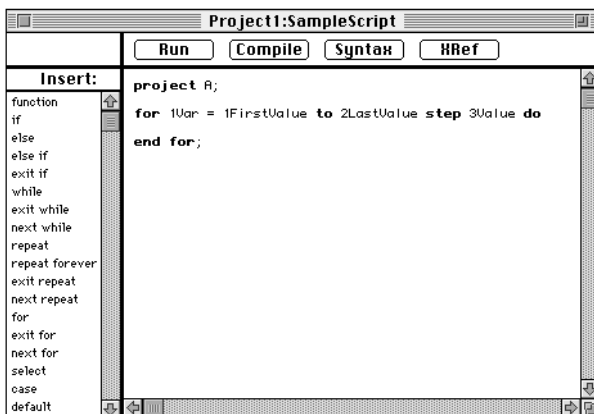 Project1:SampleScript
Run Compile Syntax XRef
Insert:
function
if
else
else if
exit if
while
exit while
next while
repeat
repeat forever
exit repeat
next repeat
for
exit for
next for
select
case
default
project A;
for 1Var = 1FirstValue to 2LastValue step 3Value do
end for;